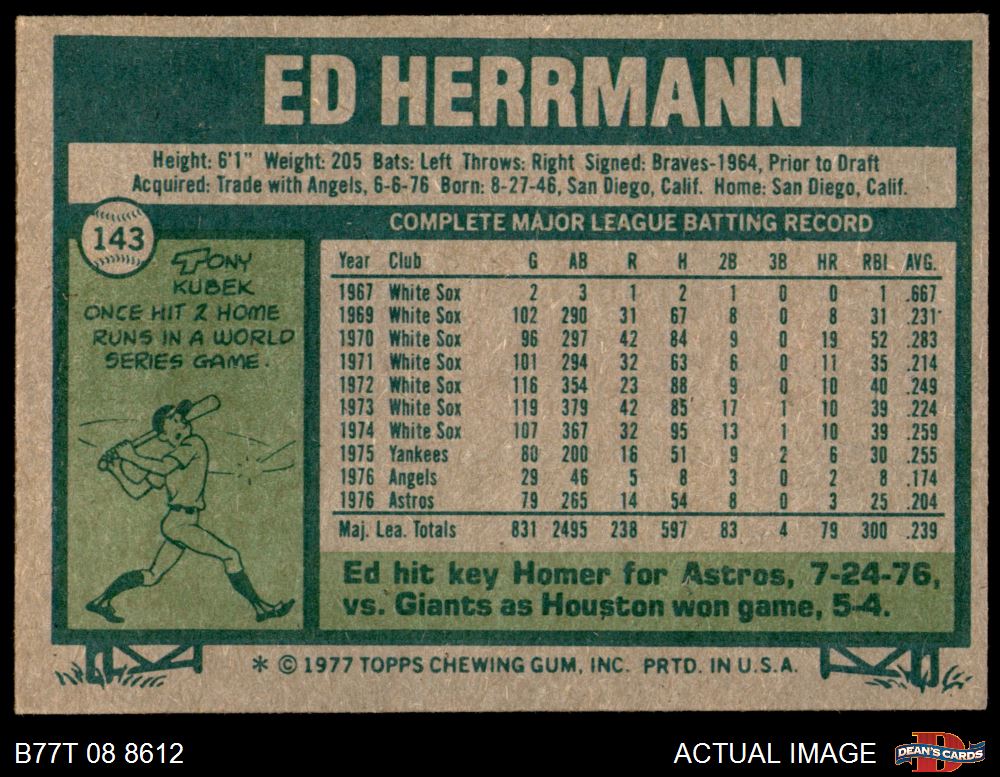 ED HERRMANN
Height: 6'1" Weight: 205 Bats: Left Throws: Right Signed: Braves-1964, Prior to Draft
Acquired: Trade with Angels, 6-6-76 Born: 8-27-46, San Diego, Calif. Home: San Diego, Calif.
COMPLETE MAJOR LEAGUE BATTING RECORD
143
TONY
KUBEK
ONCE HIT 2 HOME
RUNS IN A WORLD
SERIES GAME.
Year Club G AB R H 2B 3B HR RBI AVG.
1967 White Sox 2 3 1 2 1 0 0 1 .667
1969 White Sox 102 290 31 67 8 0 8 31 .231
1970 White Sox 96 297 42 84 9 0 19 52 .283
1971 White Sox 101 294 32 63 6 0 11 35 .214
1972 White Sox 116 354 23 88 9 0 10 40 .249
1973 White Sox 119 379 42 85 17 1 10 39 .224
1974 White Sox 107 367 32 95 13 1 10 39 .259
1975 Yankees 80 200 16 51 9 2 6 30 .255
1976 Angels 29 46 5 8 3 0 2 8 .174
1976 Astros 79 265 14 54 8 0 3 25 .204
Maj. Lea. Totals 831 2495 238 597 83 4 79 300 .239
Ed hit key Homer for Astros, 7-24-76,
vs. Giants as Houston won game, 5-4.
* © 1977 TOPPS CHEWING GUM, INC. PRTD. IN U.S.A.
B77T 08 8612
ACTUAL IMAGE
D
DEAN'S CARDS